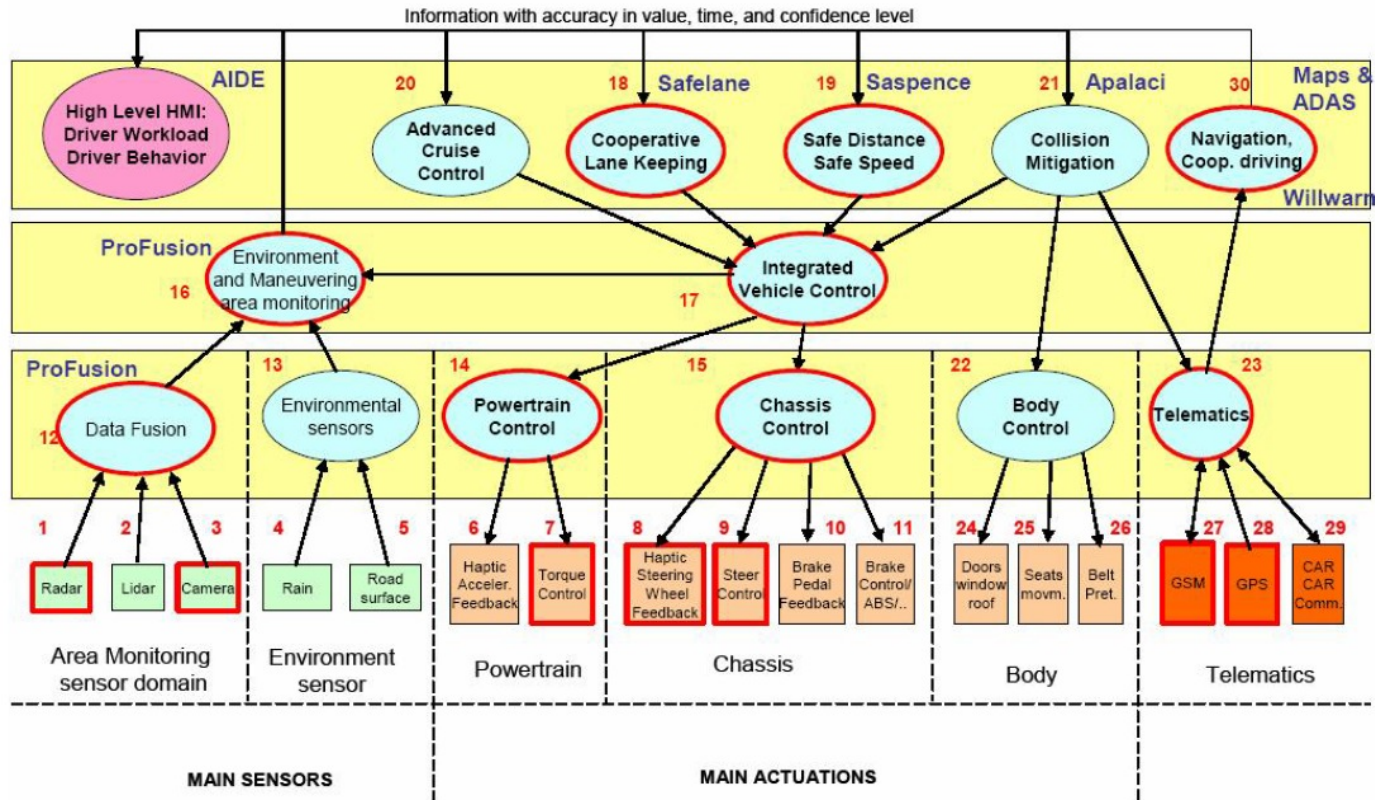 Information with accuracy in value, time, and confidence level
AIDE
High Level HMI:
Driver Workload
Driver Behavior
20
Advanced
Cruise
Control
18
Safelane
Cooperative
Lane Keeping
19
Saspence
Safe Distance
Safe Speed
21
Apalaci
Collision
Mitigation
30
Maps &
ADAS
Navigation,
Coop. driving
Willwarn
ProFusion
16
Environment
and Maneuvering
area monitoring
17
Integrated
Vehicle Control
ProFusion
12
Data Fusion
13
Environmental
sensors
14
Powertrain
Control
15
Chassis
Control
22
Body
Control
23
Telematics
1
Radar
2
Lidar
3
Camera
4
Rain
5
Road
surface
6
Haptic
Acceler.
Feedback
7
Torque
Control
8
Haptic
Steering
Wheel
Feedback
9
Steer
Control
10
Brake
Pedal
Feedback
11
Brake
Control/
ABS/..
24
Doors
window
roof
25
Seats
movm.
26
Belt
Pret.
27
GSM
28
GPS
29
CAR
CAR
Comm.
Area Monitoring
sensor domain
Environment
sensor
Powertrain
Chassis
Body
Telematics
MAIN SENSORS
MAIN ACTUATIONS